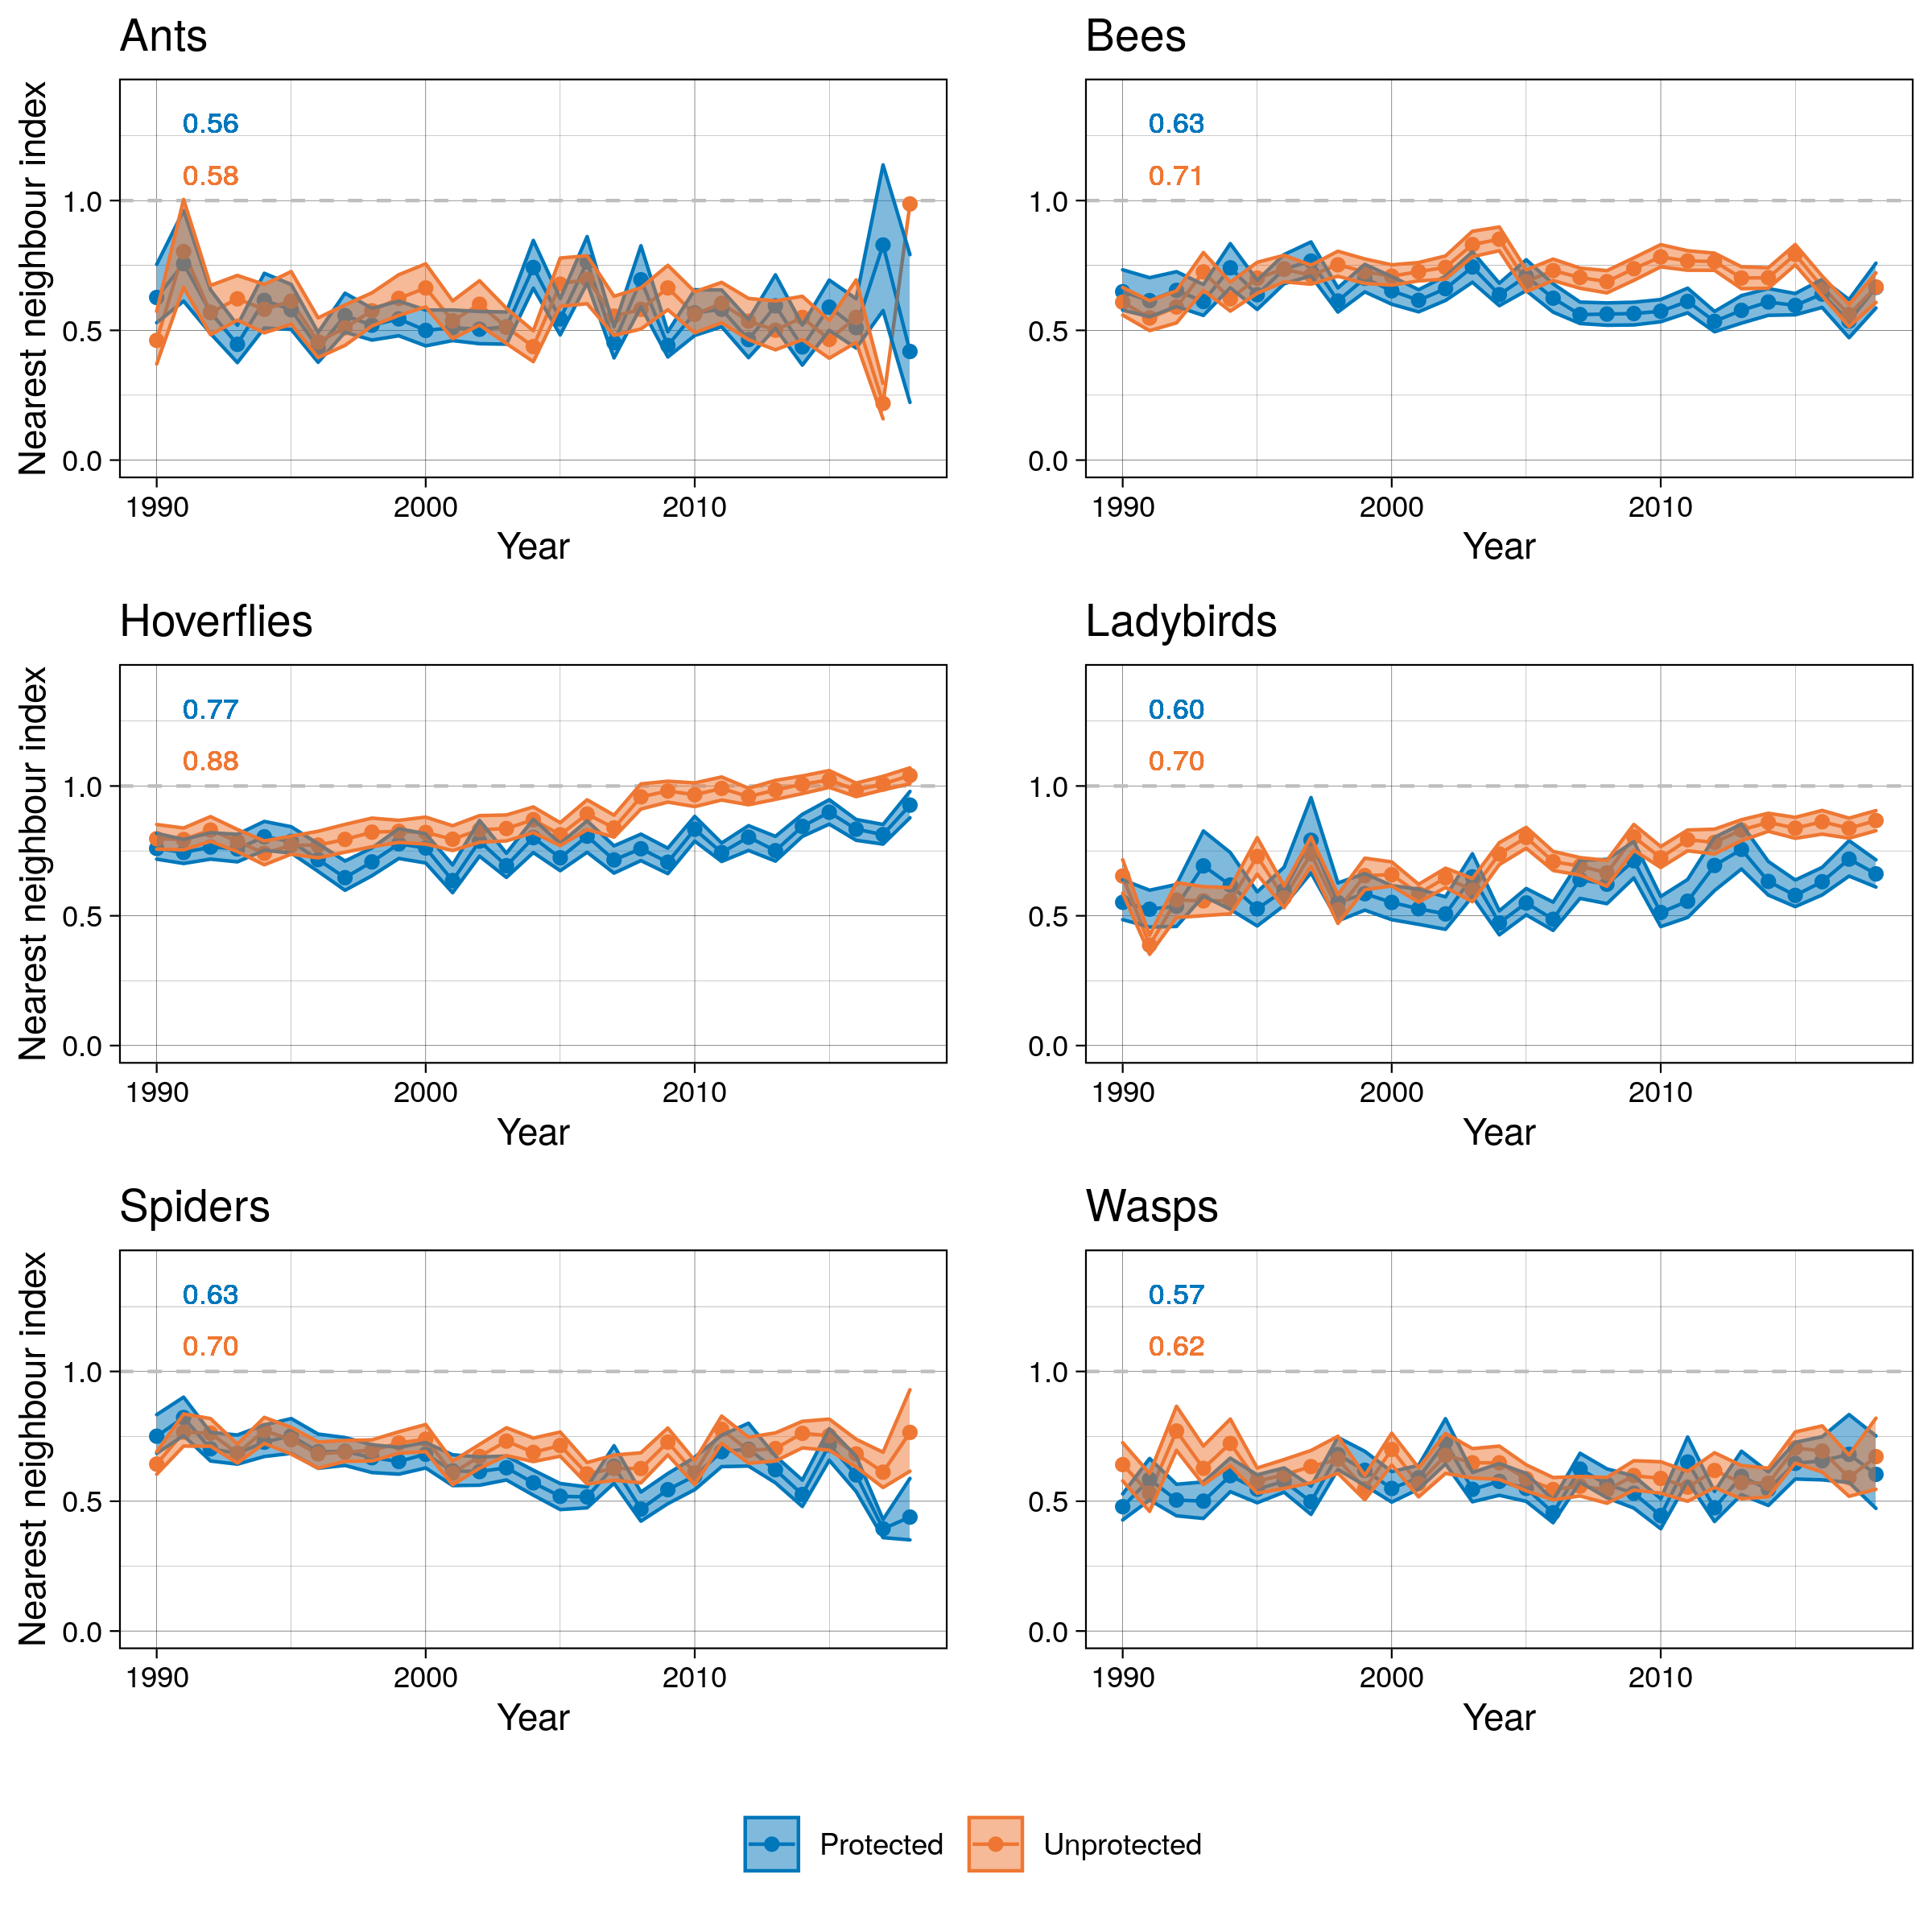 Ants
Nearest neighbour index
0.56
0.58
1.0
0.5
0.0
1990 2000 2010
Year
Bees
0.63
0.71
1.0
0.5
0.0
1990 2000 2010
Year
Hoverflies
Nearest neighbour index
0.77
0.88
1.0
0.5
0.0
1990 2000 2010
Year
Ladybirds
0.60
0.70
1.0
0.5
0.0
1990 2000 2010
Year
Spiders
Nearest neighbour index
0.63
0.70
1.0
0.5
0.0
1990 2000 2010
Year
Wasps
0.57
0.62
1.0
0.5
0.0
1990 2000 2010
Year
Protected Unprotected